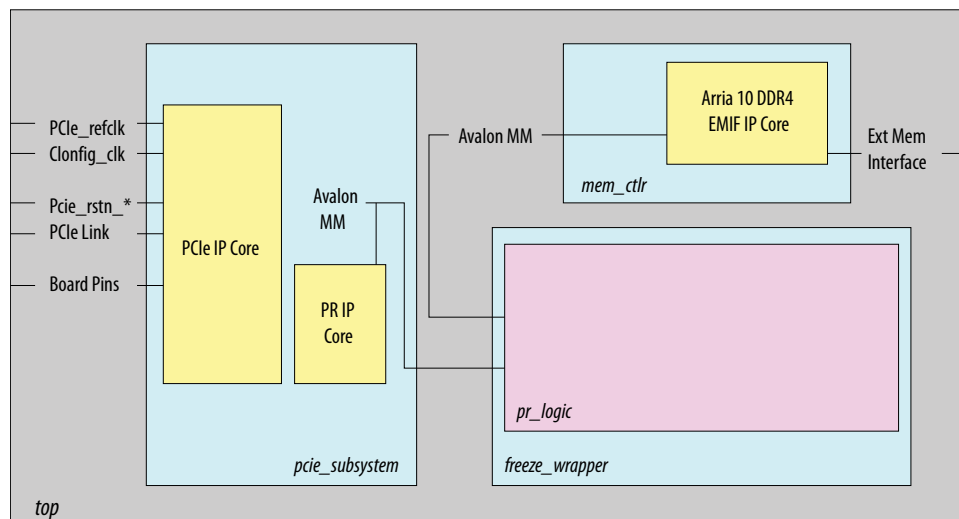 PCIe_refclk
Clonfig_clk
Pcie_rstn_*
PCIe Link
Board Pins
PCIe IP Core
Avalon
MM
PR IP
Core
pcie_subsystem
Avalon MM
Arria 10 DDR4
EMIF IP Core
mem_ctlr
Ext Mem
Interface
pr_logic
freeze_wrapper
top